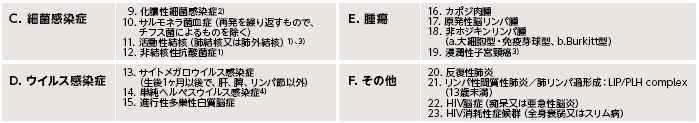 C. 細菌感染症
9. 化膿性細菌感染症2)
10. サルモネラ菌血症（再発を繰り返すもので、
チフス菌によるものを除く）
11. 活動性結核（肺結核又は肺外結核）1)、3)
12. 非結核性抗酸菌症1)
D. ウイルス感染症
13. サイトメガロウイルス感染症
（生後1ヶ月以後で、肝、脾、リンパ節以外）
14. 単純ヘルペスウイルス感染症4)
15. 進行性多巣性白質脳症
E. 腫瘍
16. カポジ肉腫
17. 原発性脳リンパ腫
18. 非ホジキンリンパ腫
（a.大細胞型・免疫芽球型、b.Burkitt型）
19. 浸潤性子宮頚癌3)
F. その他
20. 反復性肺炎
21. リンパ性間質性肺炎／肺リンパ過形成：LIP/PLH complex
（13歳未満）
22. HIV脳症（痴呆又は亜急性脳炎）
23. HIV消耗性症候群（全身衰弱又はスリム病）